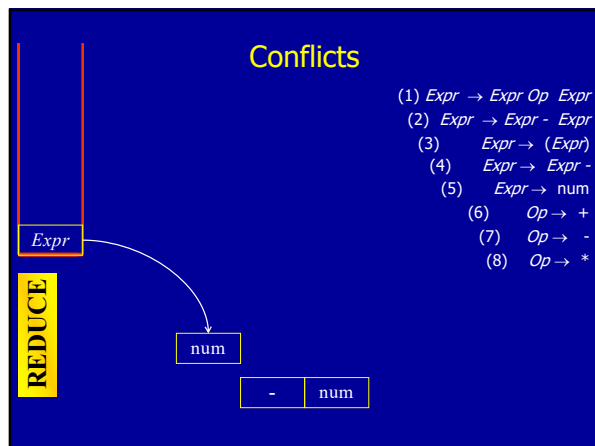 Conflicts
(1) Expr → Expr Op Expr
(2) Expr → Expr - Expr
(3) Expr → (Expr)
(4) Expr → Expr -
(5) Expr → num
(6) Op → +
(7) Op → -
(8) Op → *
Expr
REDUCE
num
- num